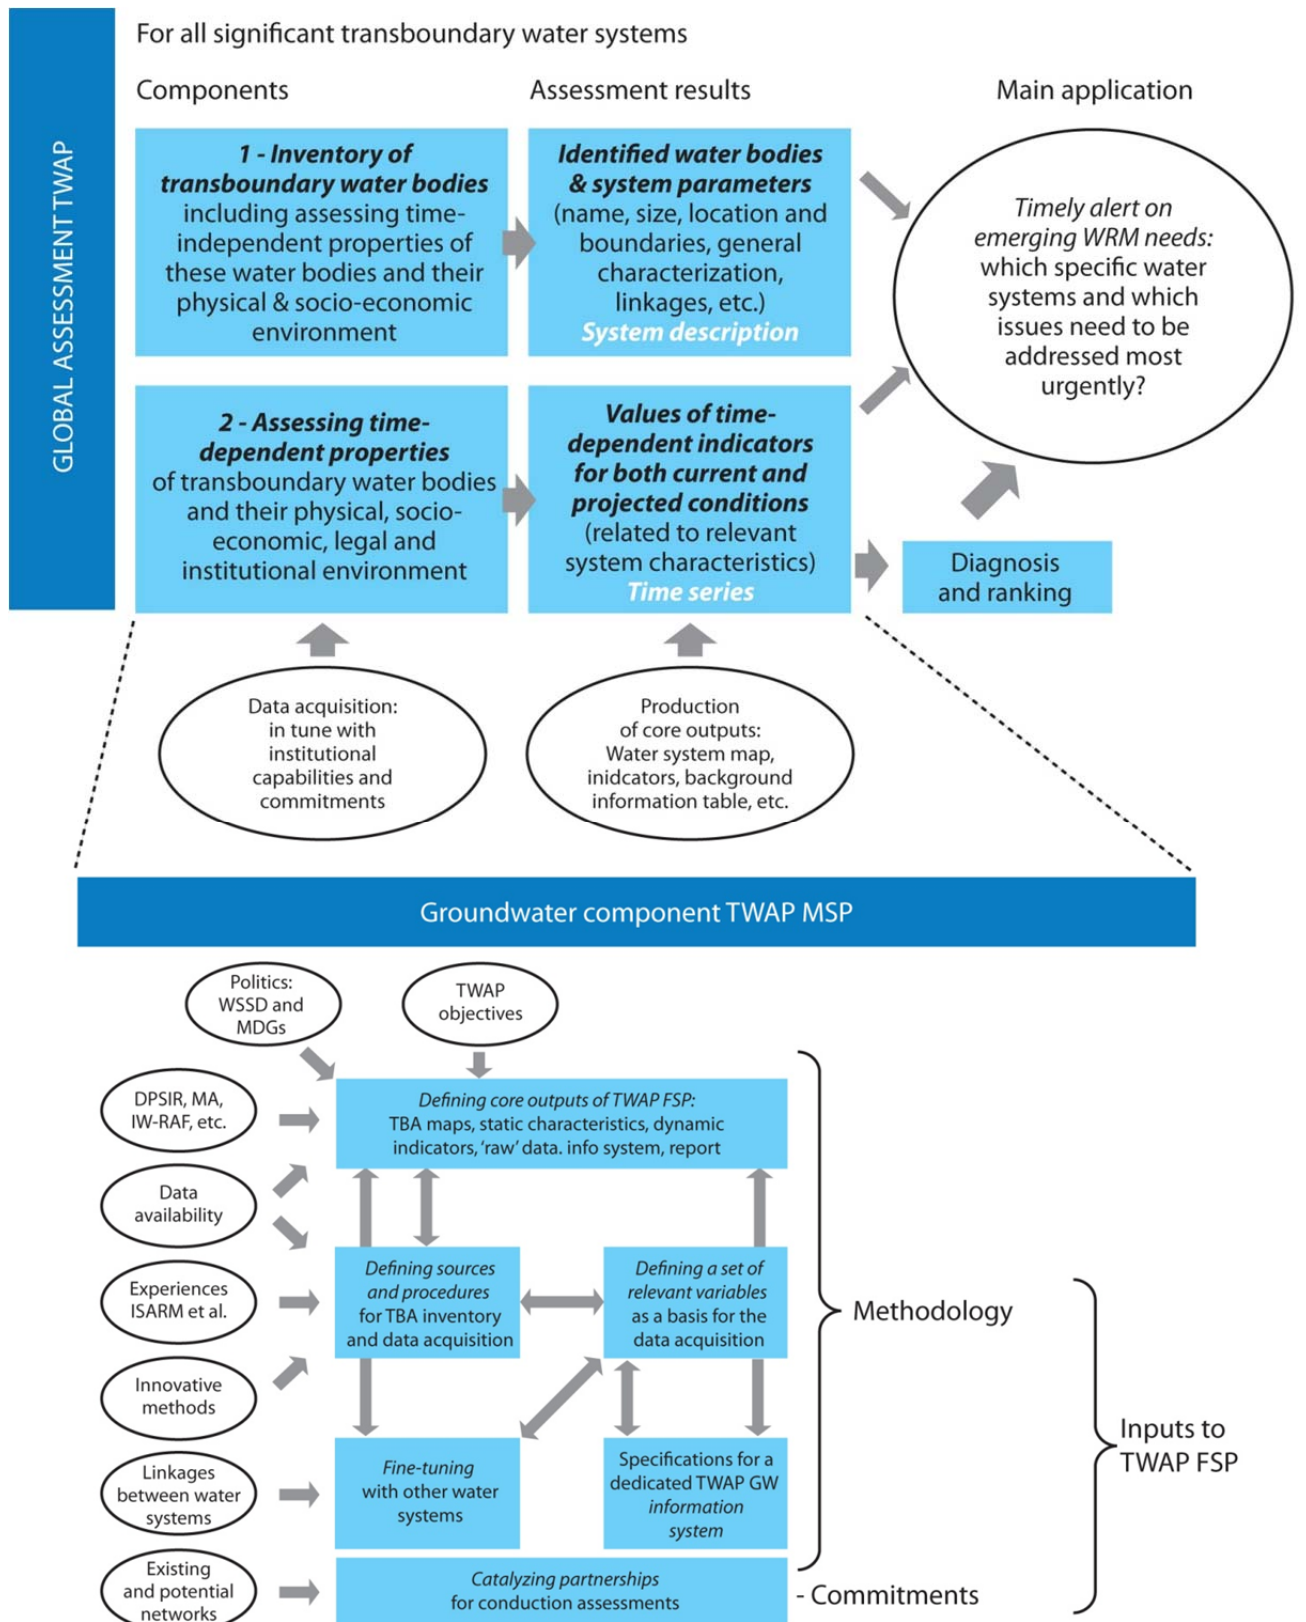 For all significant transboundary water systems
Components
Assessment results
Main application
GLOBAL ASSESSMENT TWAP
1 - Inventory of
transboundary water bodies
including assessing time-
independent properties of
these water bodies and their
physical & socio-economic
environment
Identified water bodies
& system parameters
(name, size, location and
boundaries, general
characterization,
linkages, etc.)
System description
Timely alert on
emerging WRM needs:
which specific water
systems and which
issues need to be
addressed most
urgently?
2 - Assessing time-
dependent properties
of transboundary water bodies
and their physical, socio-
economic, legal and
institutional environment
Values of time-
dependent indicators
for both current and
projected conditions
(related to relevant
system characteristics)
Time series
Diagnosis
and ranking
Data acquisition:
in tune with
institutional
capabilities and
commitments
Production
of core outputs:
Water system map,
inidcators, background
information table, etc.
Groundwater component TWAP MSP
Politics:
WSSD and
MDGs
TWAP
objectives
DPSIR, MA,
IW-RAF, etc.
Defining core outputs of TWAP FSP:
TBA maps, static characteristics, dynamic
indicators, 'raw' data. info system, report
Data
availability
Experiences
ISARM et al.
Defining sources
and procedures
for TBA inventory
and data acquisition
Defining a set of
relevant variables
as a basis for the
data acquisition
Methodology
Innovative
methods
Linkages
between water
systems
Fine-tuning
with other water
systems
Specifications for a
dedicated TWAP GW
information
system
Inputs to
TWAP FSP
Existing
and potential
networks
Catalyzing partnerships
for conduction assessments
- Commitments